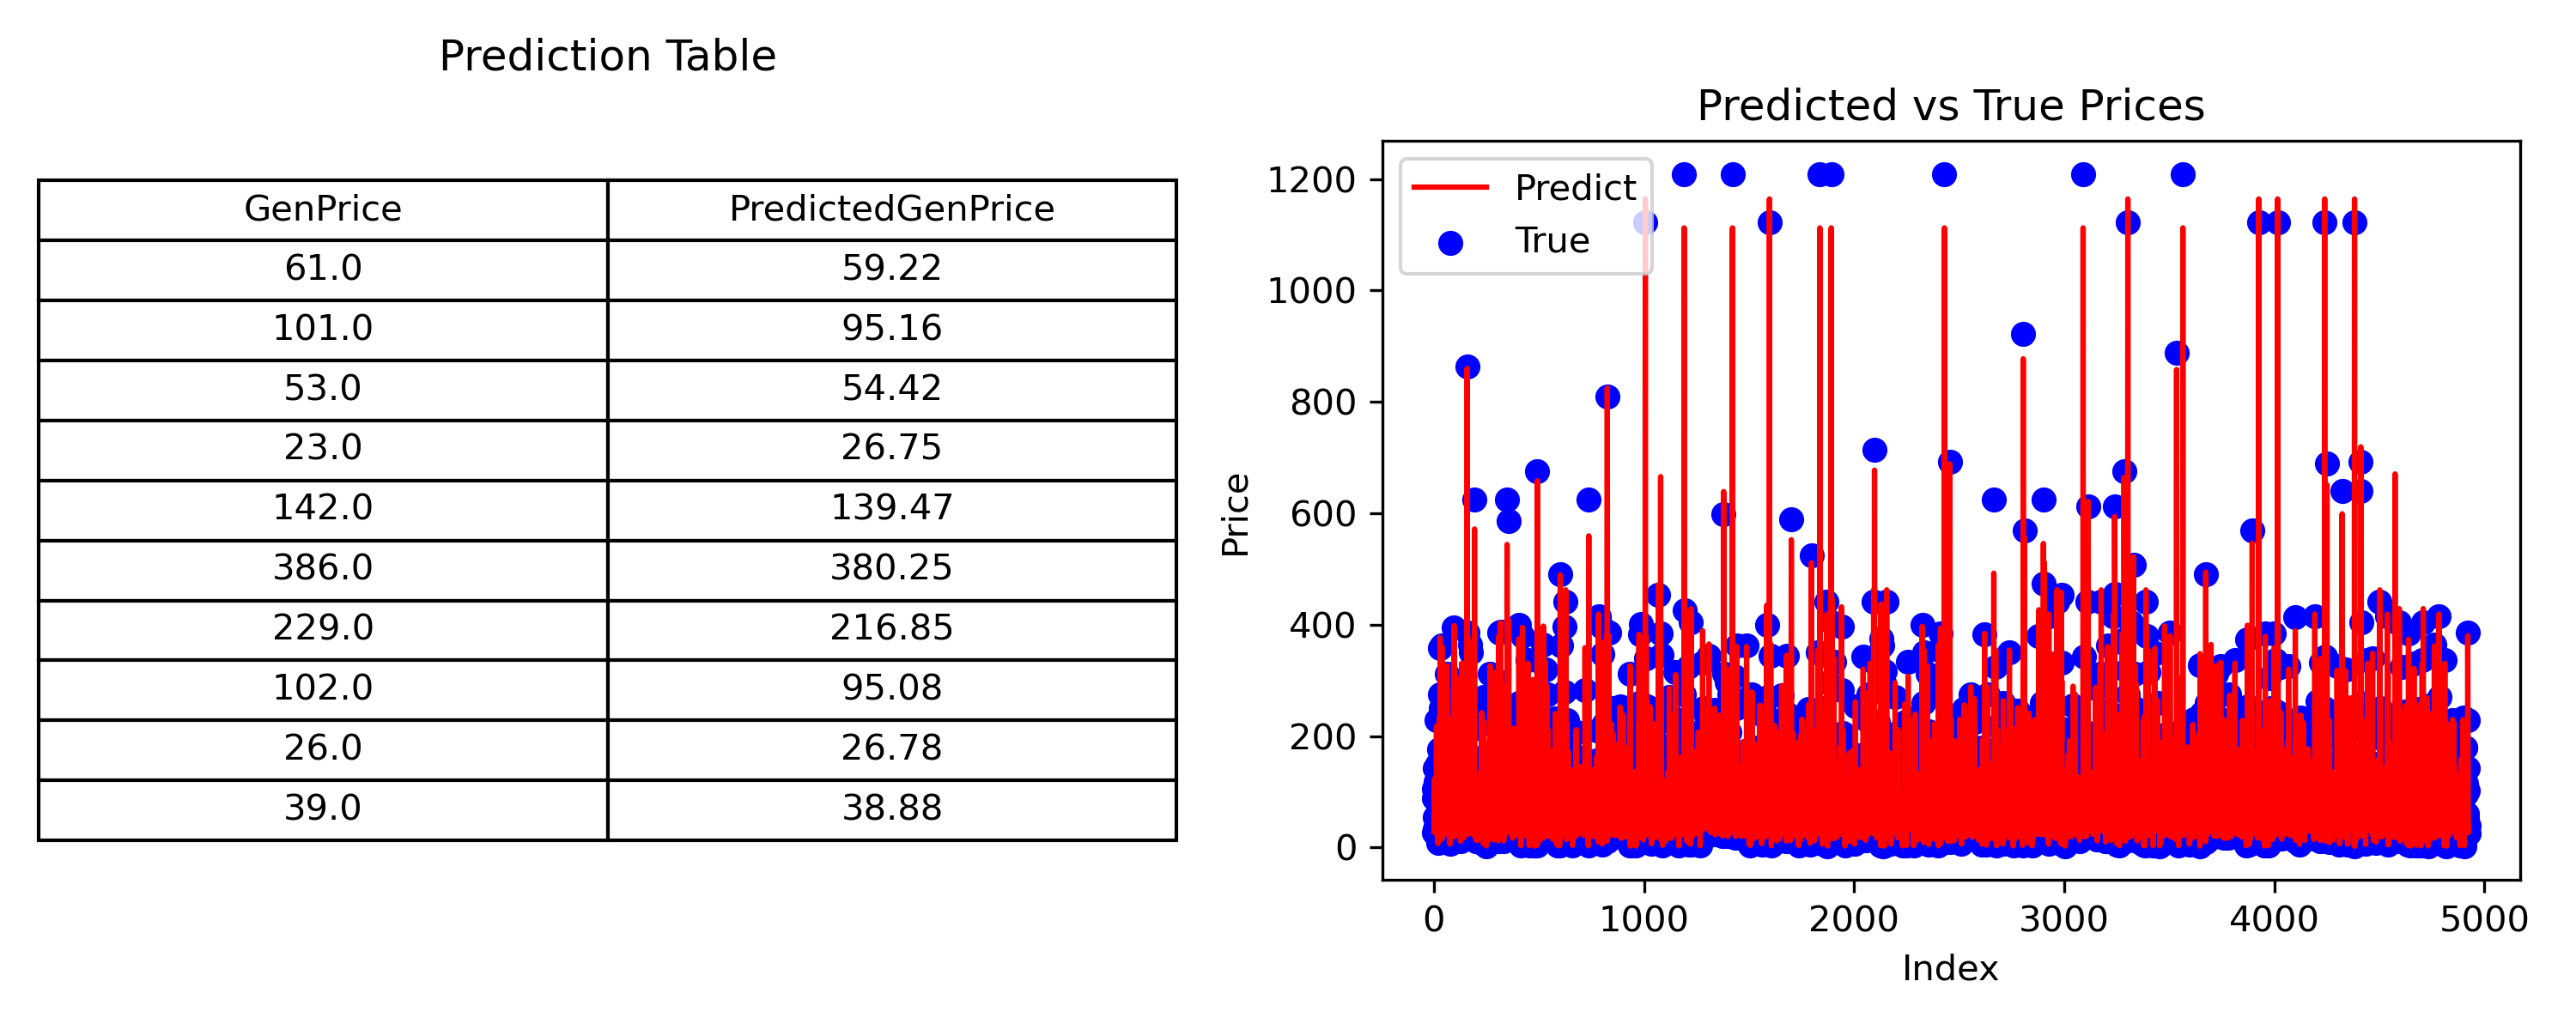 Prediction Table
GenPrice PredictedGenPrice
61.0 59.22
101.0 95.16
53.0 54.42
23.0 26.75
142.0 139.47
386.0 380.25
229.0 216.85
102.0 95.08
26.0 26.78
39.0 38.88
Predicted vs True Prices
Predict
True
1200
1000
800
600
400
200
0
Price
0 1000 2000 3000 4000 5000
Index